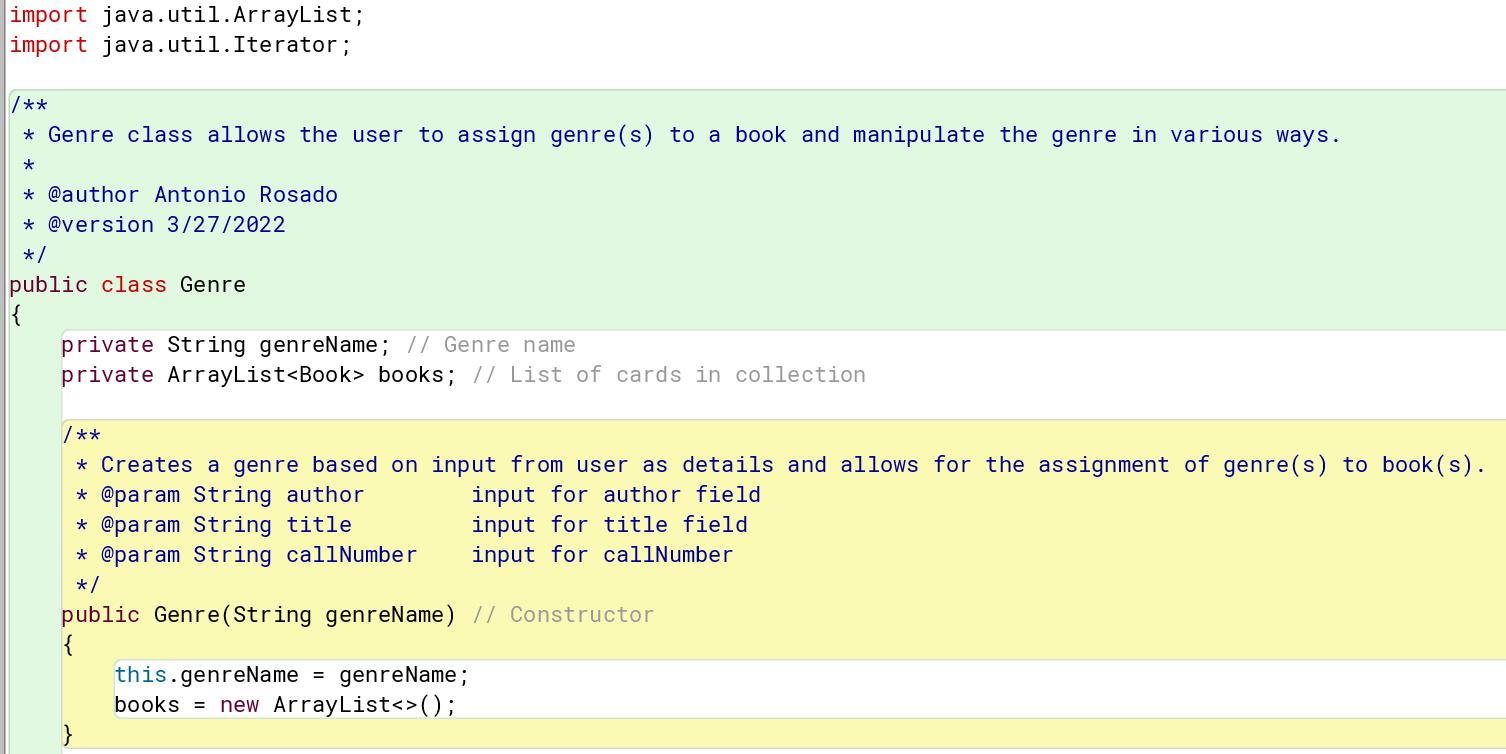 import java.util.ArrayList;
import java.util.Iterator;
/**
 * Genre class allows the user to assign genre(s) to a book and manipulate the genre in various ways.
 *
 * @author Antonio Rosado
 * @version 3/27/2022
 */
public class Genre
{
    private String genreName; // Genre name
    private ArrayList<Book> books; // List of cards in collection
    /**
     * Creates a genre based on input from user as details and allows for the assignment of genre(s) to book(s).
     * @param String author        input for author field
     * @param String title         input for title field
     * @param String callNumber    input for callNumber
     */
    public Genre(String genreName) // Constructor
    {
        this.genreName = genreName;
        books = new ArrayList<>();
    }